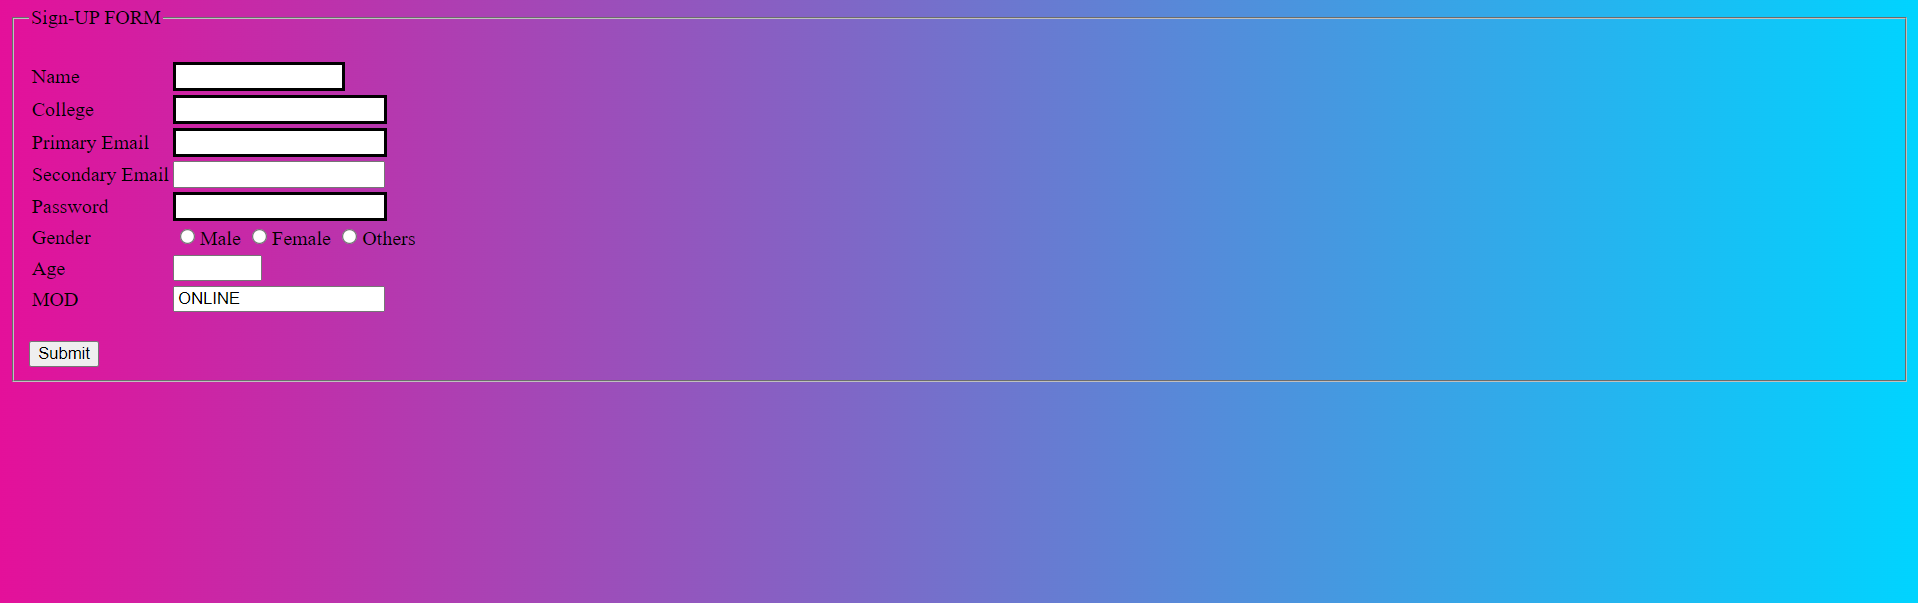 Sign-UP FORM
Name
College
Primary Email
Secondary Email
Password
Gender Male Female Others
Age
MOD ONLINE
Submit